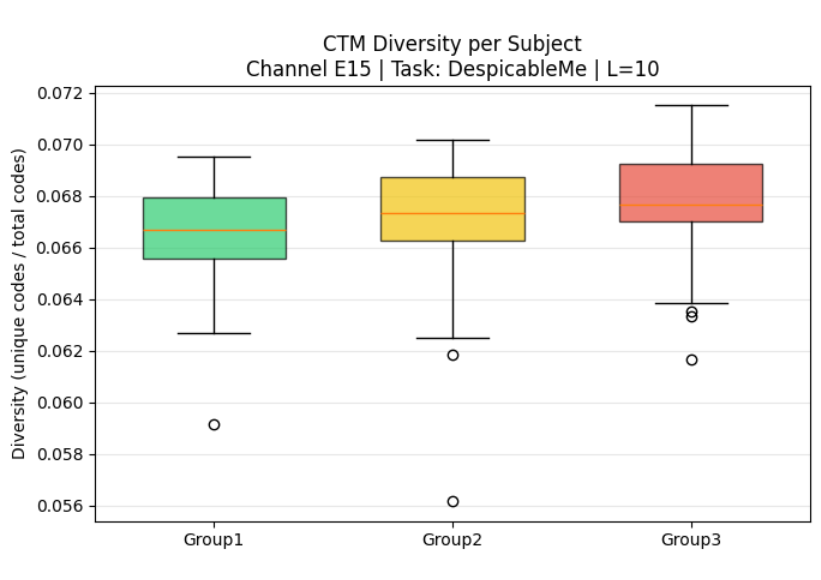 CTM Diversity per Subject
Channel E15 | Task: DespicableMe | L=10
Diversity (unique codes / total codes)
0.072
0.070
0.068
0.066
0.064
0.062
0.060
0.058
0.056
Group1
Group2
Group3